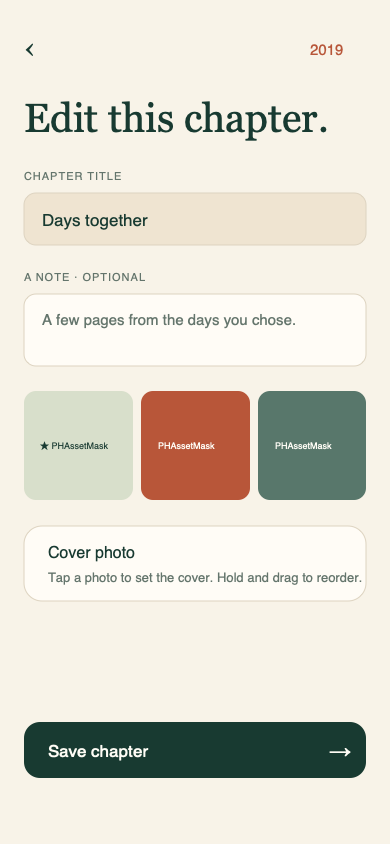 2019
Edit this chapter.
CHAPTER TITLE
Days together
A NOTE · OPTIONAL
A few pages from the days you chose.
★ PHAssetMask
PHAssetMask
PHAssetMask
Cover photo
Tap a photo to set the cover. Hold and drag to reorder.
Save chapter →